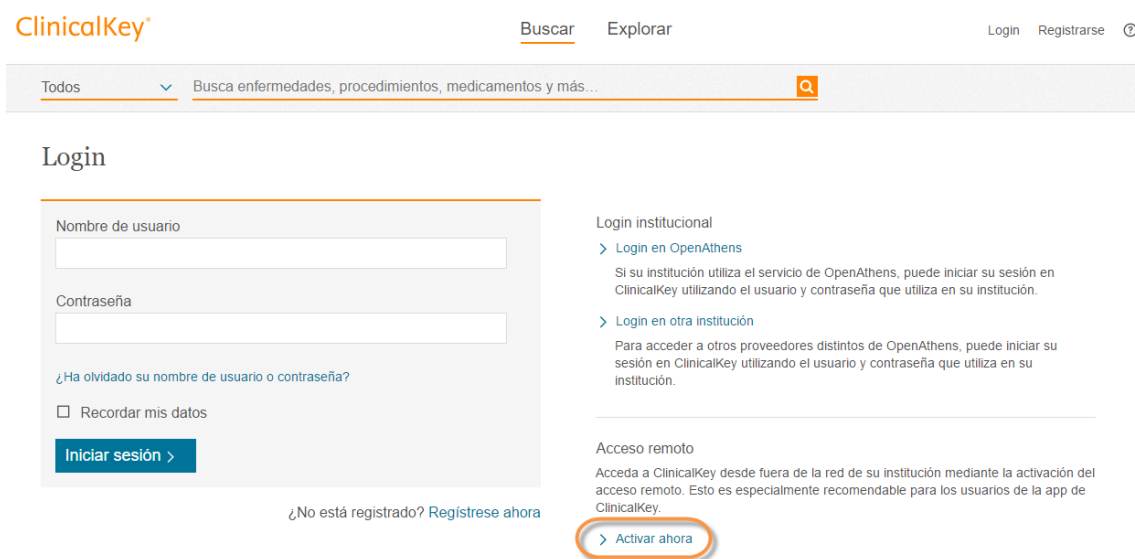 ClinicalKey®
Buscar Explorar
Login Registrarse ?
Todos
Busca enfermedades, procedimientos, medicamentos y más...
Login
Nombre de usuario
Contraseña
¿Ha olvidado su nombre de usuario o contraseña?
Recordar mis datos
Iniciar sesión >
¿No está registrado? Regístrese ahora
Login institucional
> Login en OpenAthens
Si su institución utiliza el servicio de OpenAthens, puede iniciar su sesión en
ClinicalKey utilizando el usuario y contraseña que utiliza en su institución.
> Login en otra institución
Para acceder a otros proveedores distintos de OpenAthens, puede iniciar su
sesión en ClinicalKey utilizando el usuario y contraseña que utiliza en su
institución.
Acceso remoto
Acceda a ClinicalKey desde fuera de la red de su institución mediante la activación del
acceso remoto. Esto es especialmente recomendable para los usuarios de la app de
ClinicalKey.
> Activar ahora